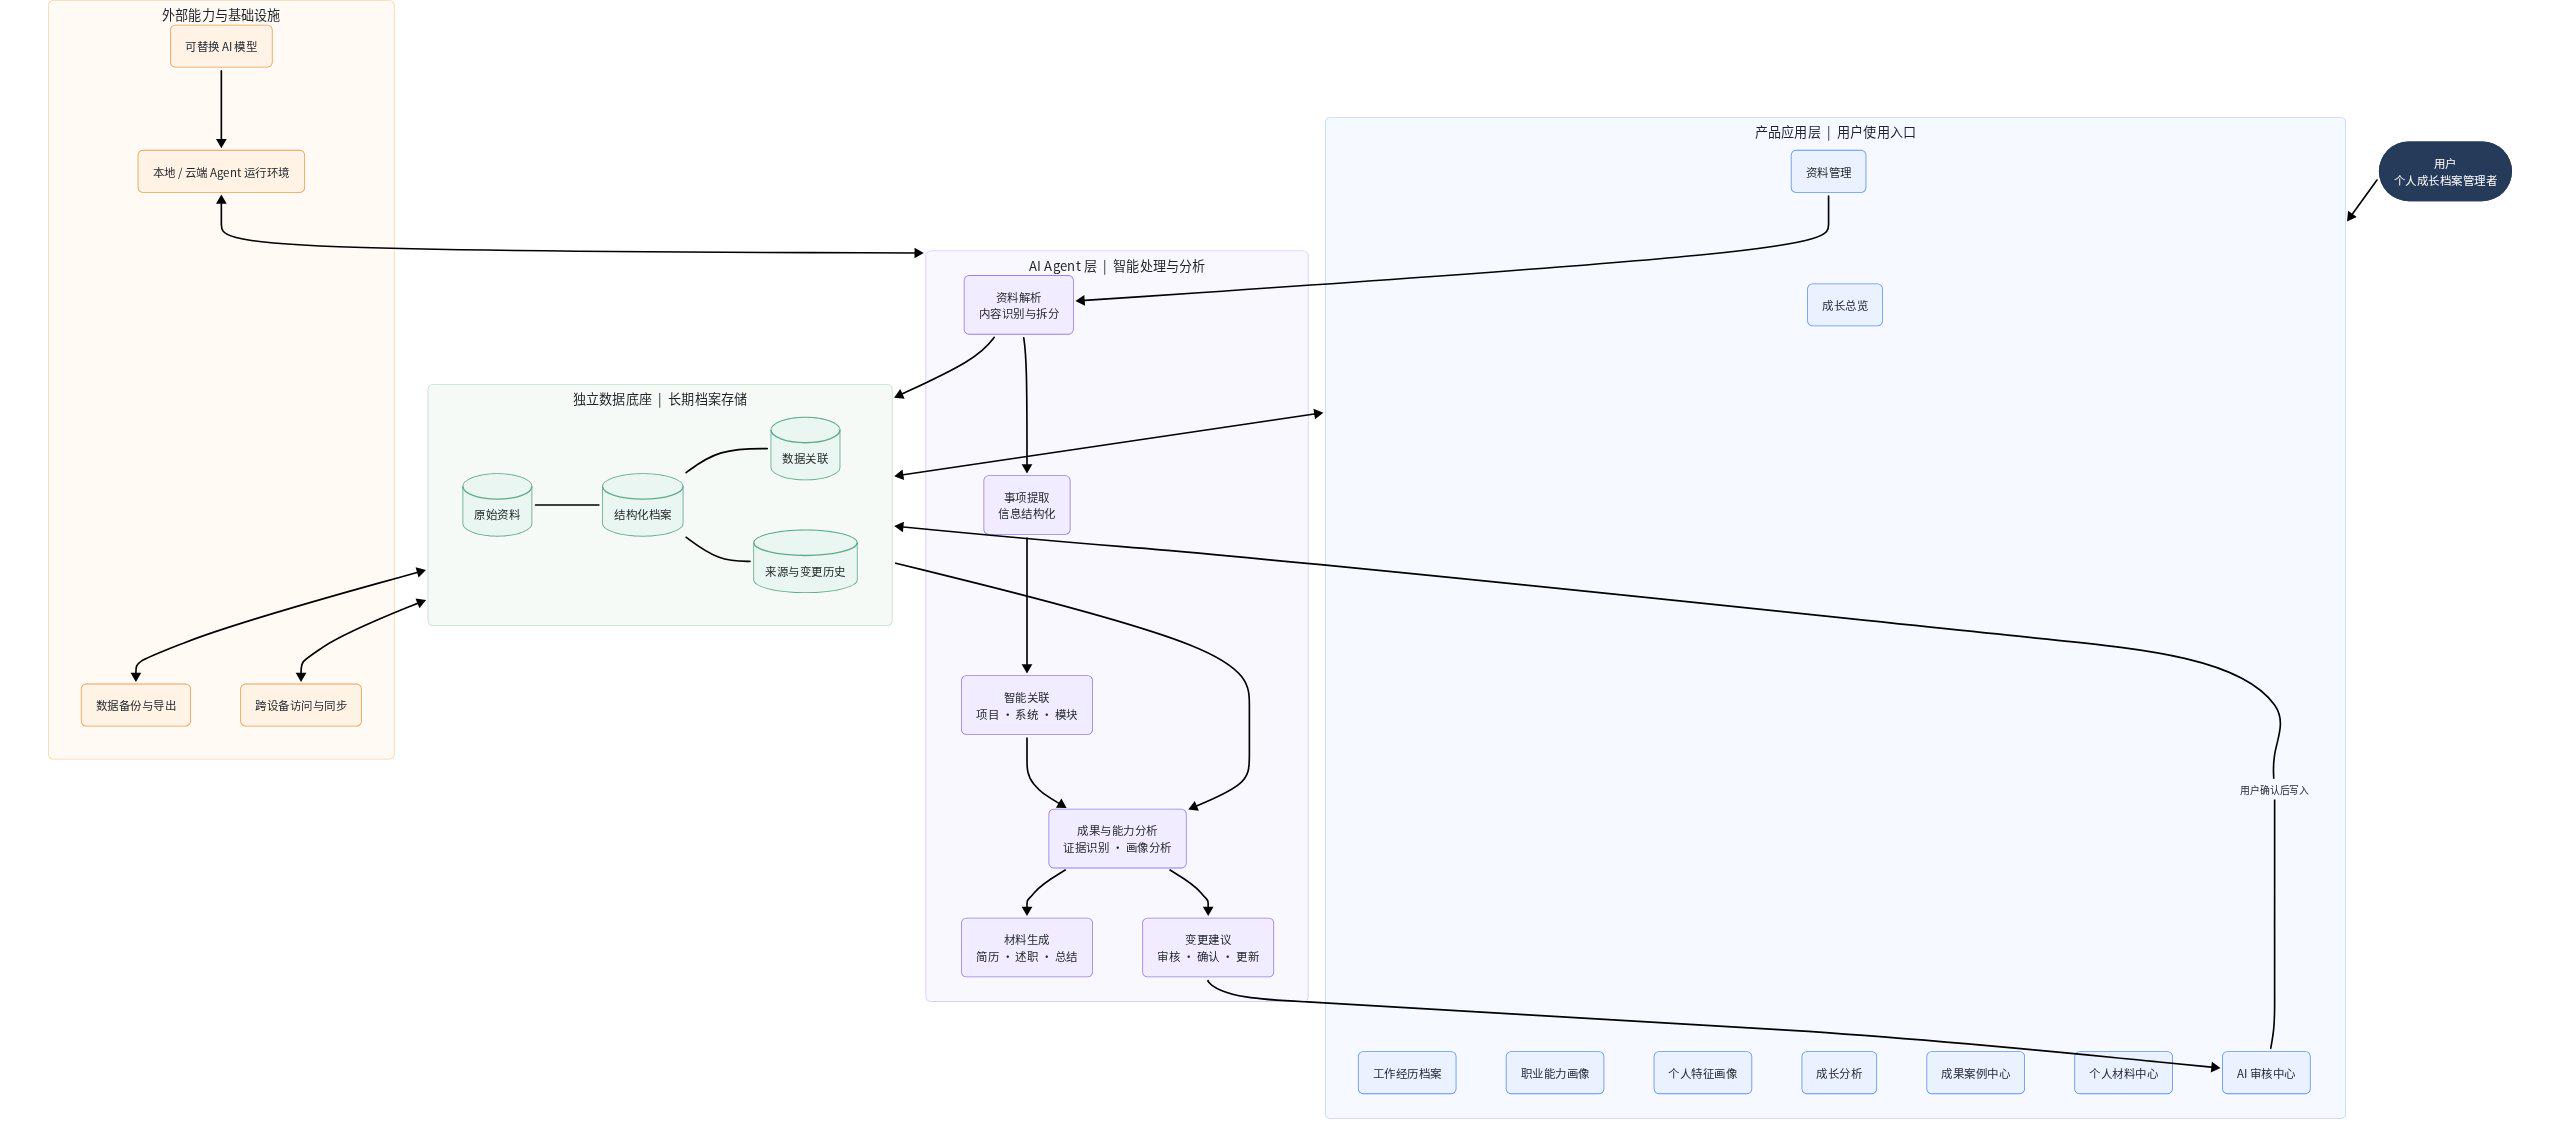 外部能力与基础设施
可替换 AI 模型
本地 / 云端 Agent 运行环境
数据备份与导出
跨设备访问与同步
独立数据底座｜长期档案存储
数据关联
原始资料
结构化档案
来源与变更历史
AI Agent 层｜智能处理与分析
资料解析
内容识别与拆分
事项提取
信息结构化
智能关联
项目 · 系统 · 模块
成果与能力分析
证据识别 · 画像分析
材料生成
简历 · 述职 · 总结
变更建议
审核 · 确认 · 更新
产品应用层｜用户使用入口
资料管理
成长总览
用户确认后写入
工作经历档案
职业能力画像
个人特征画像
成长分析
成果案例中心
个人材料中心
AI 审核中心
用户
个人成长档案管理者